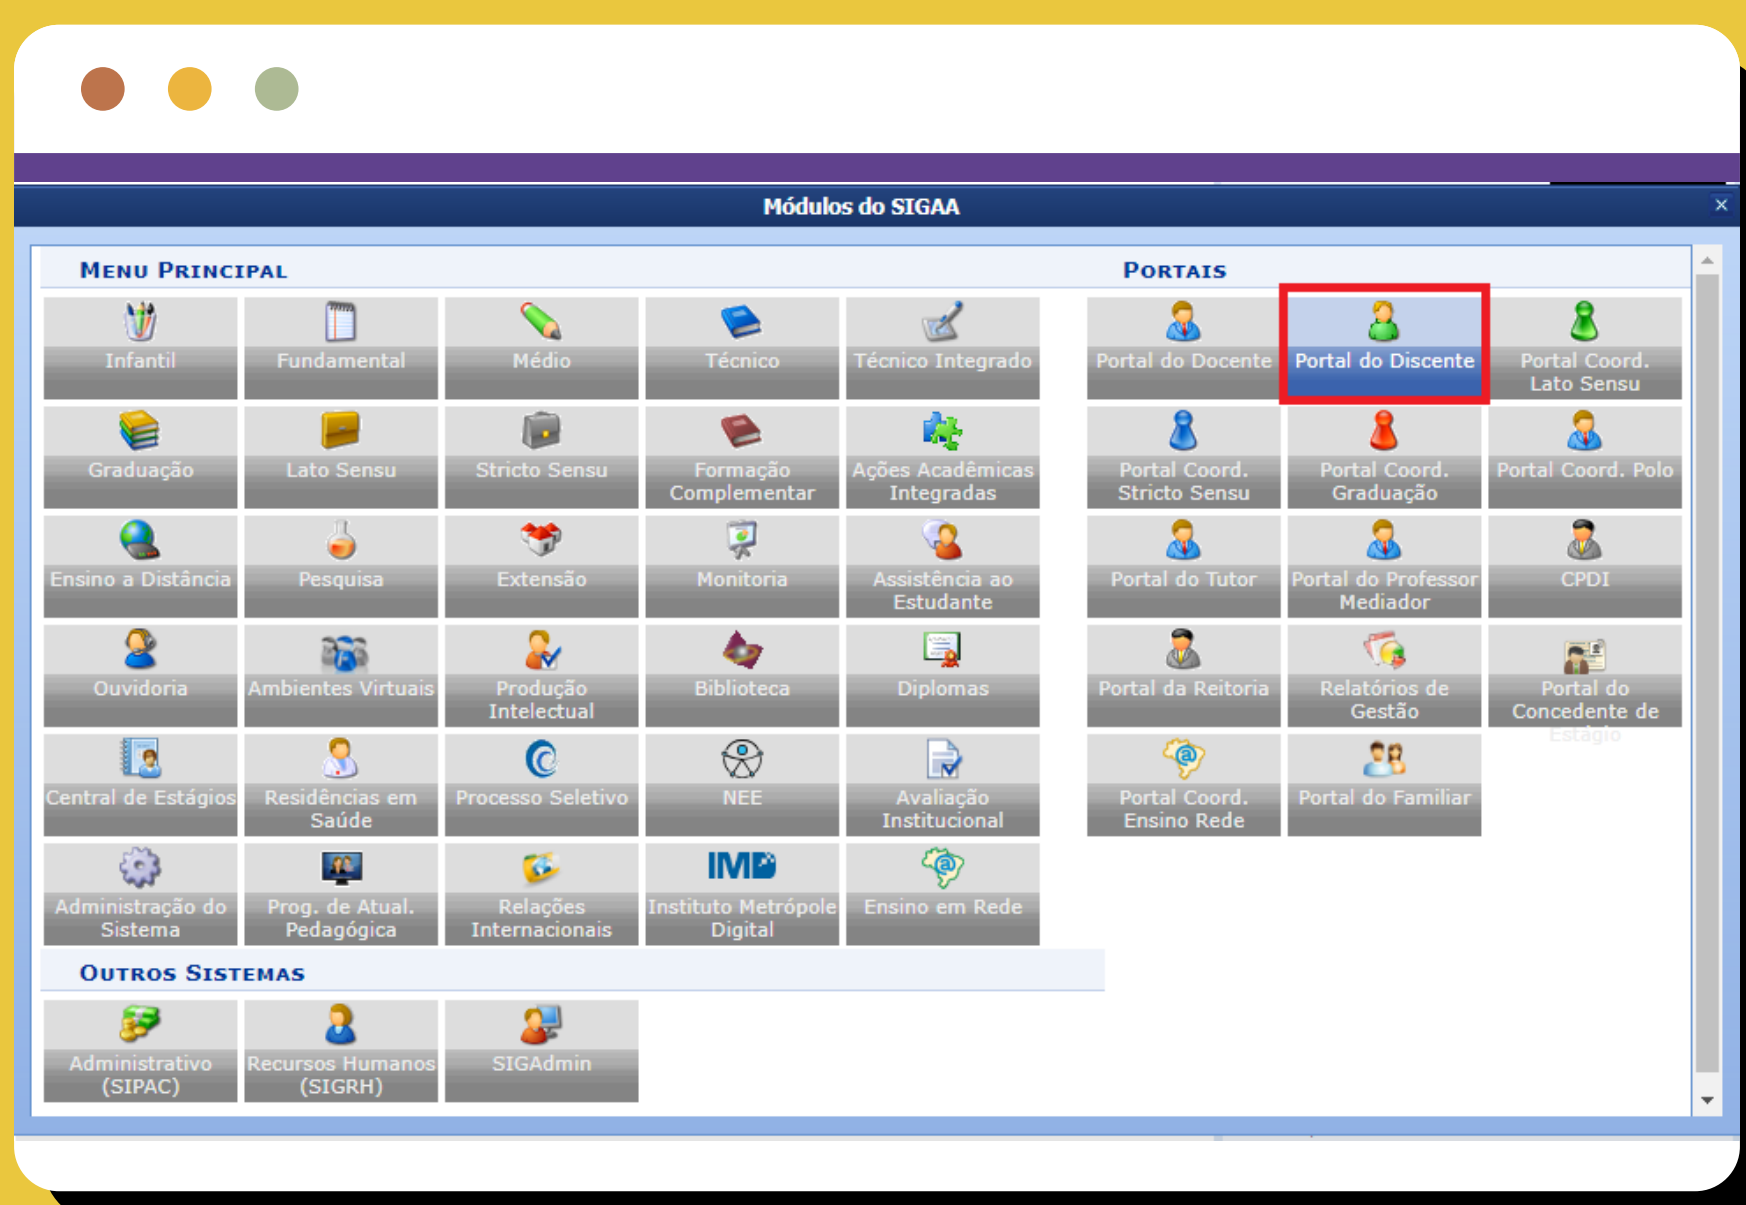 Módulos do SIGAA
MENU PRINCIPAL
PORTAIS
Infantil
Fundamental
Médio
Técnico
Técnico Integrado
Portal do Docente
Portal do Discente
Portal Coord.
Lato Sensu
Graduação
Lato Sensu
Stricto Sensu
Formação
Complementar
Ações Acadêmicas
Integradas
Portal Coord.
Stricto Sensu
Portal Coord.
Graduação
Portal Coord. Polo
Ensino a Distância
Pesquisa
Extensão
Monitoria
Assistência ao
Estudante
Portal do Tutor
Portal do Professor
Mediador
CPDI
Ouvidoria
Ambientes Virtuais
Produção
Intelectual
Biblioteca
Diplomas
Portal da Reitoria
Relatórios de
Gestão
Portal do
Concedente de
Estágio
Central de Estágios
Residências em
Saúde
Processo Seletivo
NEE
Avaliação
Institucional
Portal Coord.
Ensino Rede
Portal do Familiar
Administração do
Sistema
Prog. de Atual.
Pedagógica
Relações
Internacionais
IMD
Instituto Metrópole
Digital
Ensino em Rede
OUTROS SISTEMAS
Administrativo
(SIPAC)
Recursos Humanos
(SIGRH)
SIGAdmin